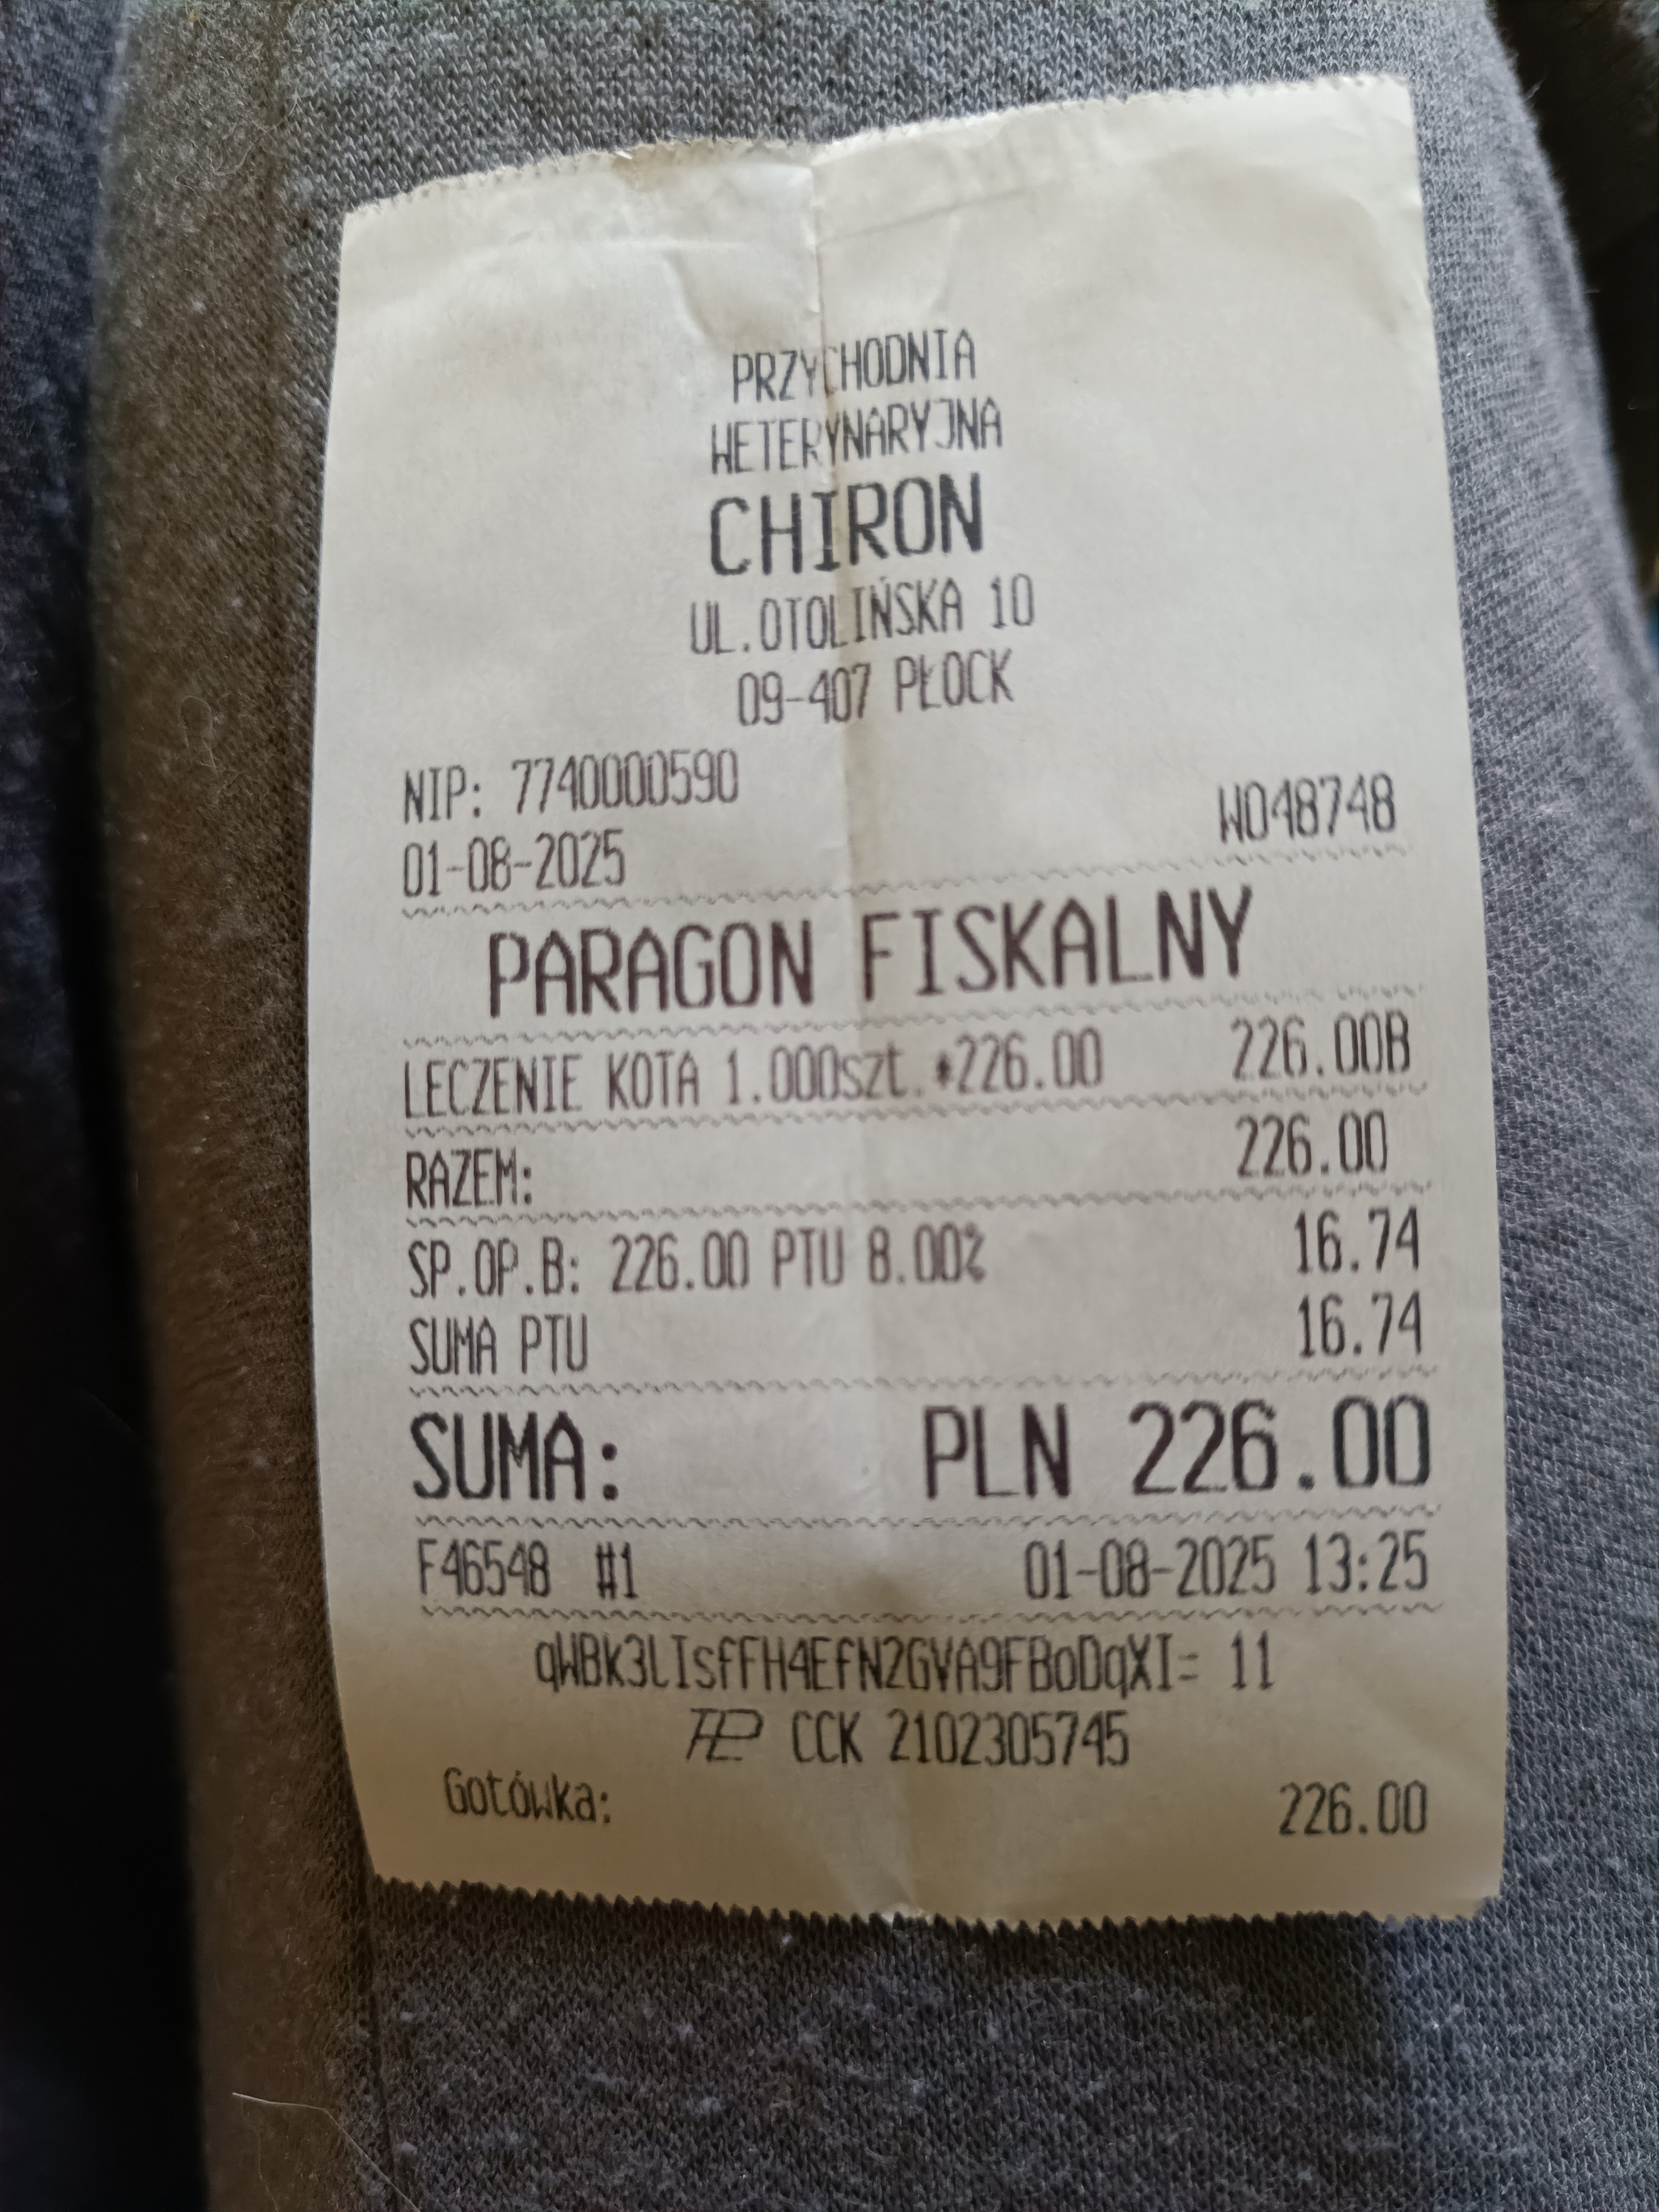 PRZYCHODNIA
WETERYNARYJNA
CHIRON
UL.OTOLIŃSKA 10
09-407 PŁOCK
NIP: 7740000590
01-08-2025 W048748
PARAGON FISKALNY
LECZENIE KOTA 1.000szt.*226.00 226.00B
RAZEM: 226.00
SP.OP.B: 226.00 PTU 8.00% 16.74
SUMA PTU 16.74
SUMA: PLN 226.00
F46548 #1 01-08-2025 13:25
qWBk3LIsfFH4EfN2GVA9FBoDqXI= 11
CCK 2102305745
Gotówka: 226.00